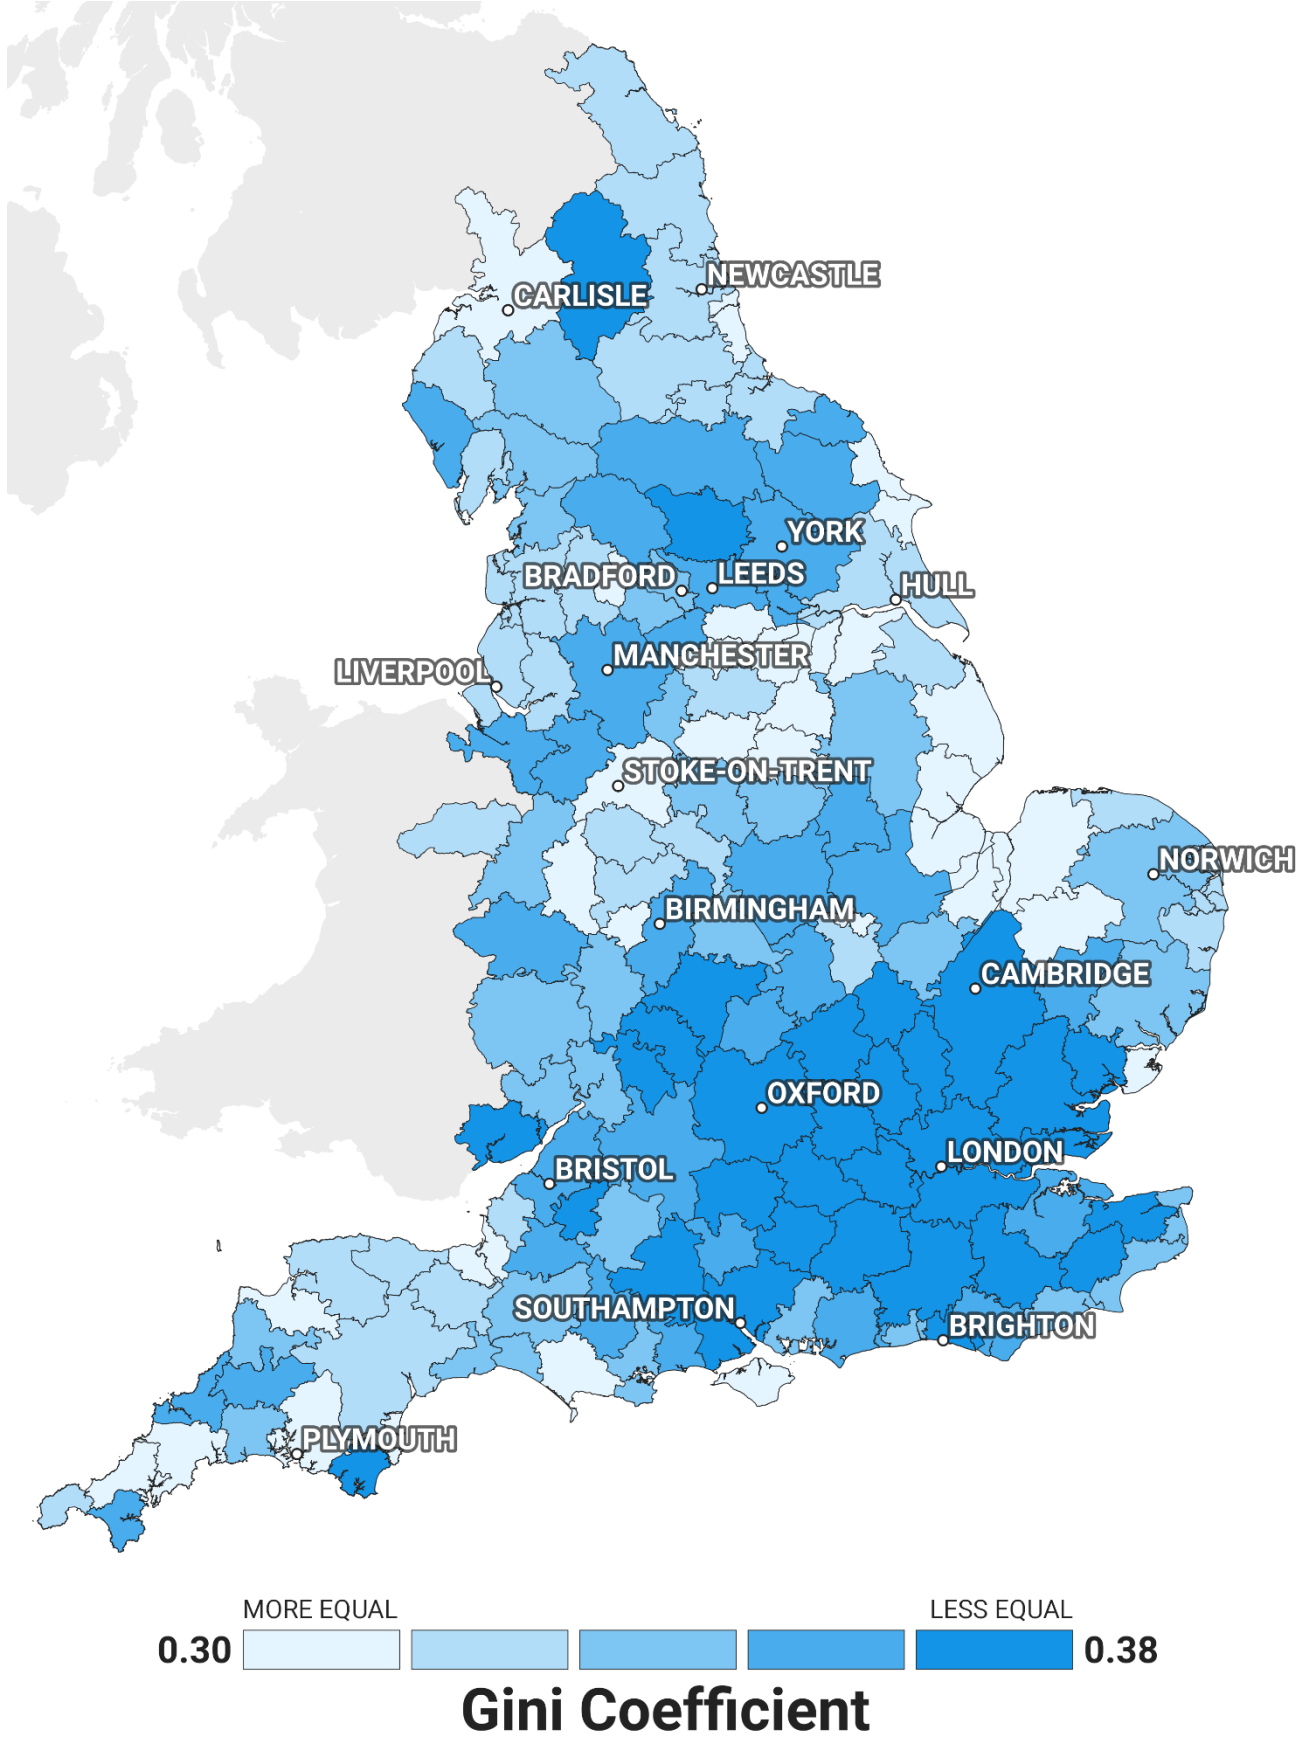 NEWCASTLE
CARLISLE
YORK
BRADFORD
LEEDS
HULL
MANCHESTER
LIVERPOOL
STOKE-ON-TRENT
NORWICH
BIRMINGHAM
CAMBRIDGE
OXFORD
LONDON
BRISTOL
SOUTHAMPTON
BRIGHTON
PLYMOUTH
MORE EQUAL
LESS EQUAL
0.30
0.38
Gini Coefficient